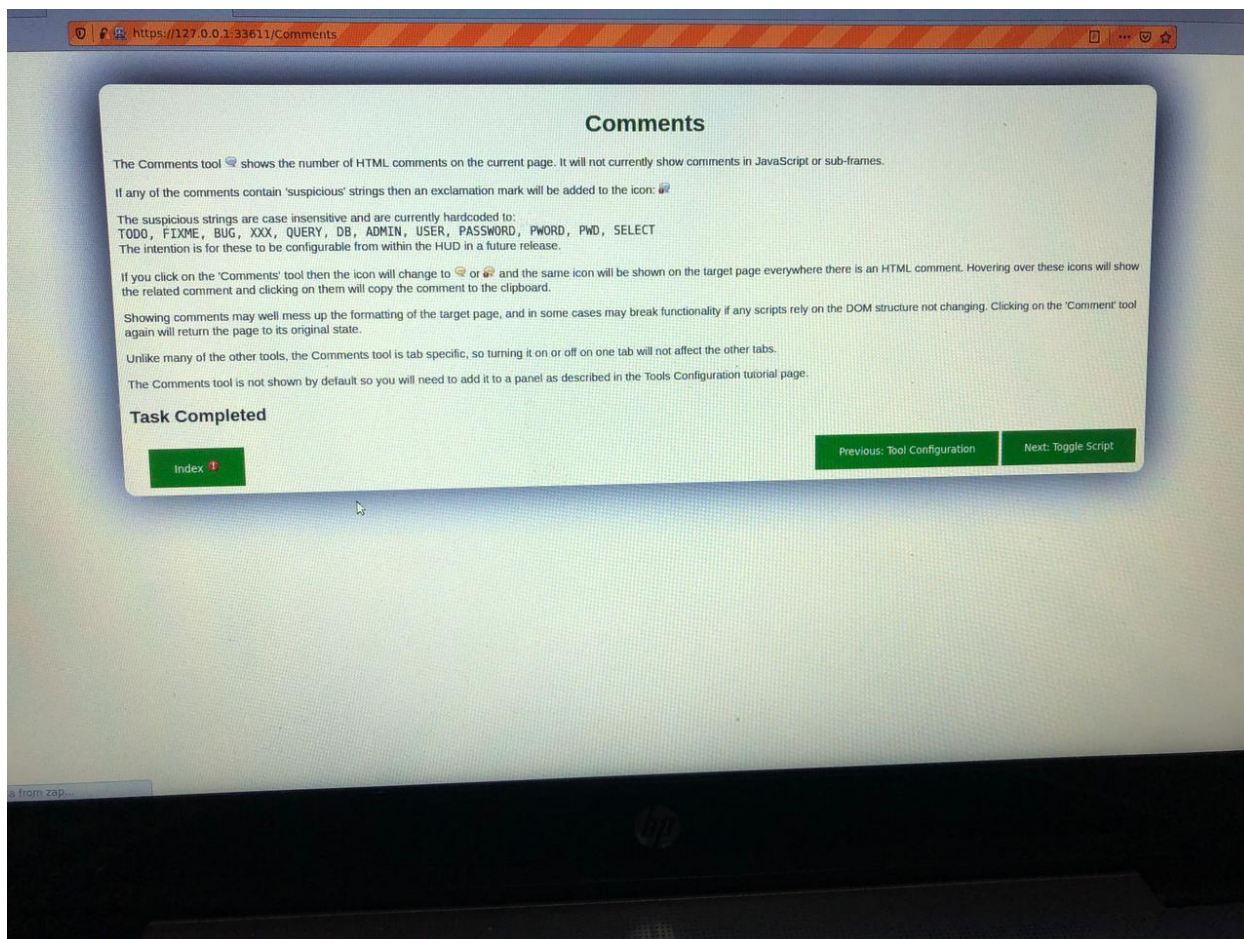 https://127.0.0.1:33611/Comments
Comments
The Comments tool shows the number of HTML comments on the current page. It will not currently show comments in JavaScript or sub-frames.
If any of the comments contain 'suspicious' strings then an exclamation mark will be added to the icon:
The suspicious strings are case insensitive and are currently hardcoded to:
TODO, FIXME, BUG, XXX, QUERY, DB, ADMIN, USER, PASSWORD, PWORD, PWD, SELECT
The intention is for these to be configurable from within the HUD in a future release.
If you click on the 'Comments' tool then the icon will change to or and the same icon will be shown on the target page everywhere there is an HTML comment. Hovering over these icons will show
the related comment and clicking on them will copy the comment to the clipboard.
Showing comments may well mess up the formatting of the target page, and in some cases may break functionality if any scripts rely on the DOM structure not changing. Clicking on the 'Comment' tool
again will return the page to its original state.
Unlike many of the other tools, the Comments tool is tab specific, so turning it on or off on one tab will not affect the other tabs.
The Comments tool is not shown by default so you will need to add it to a panel as described in the Tools Configuration tutorial page.
Task Completed
Index 1
Previous: Tool Configuration
Next: Toggle Script
a from zap...
hp